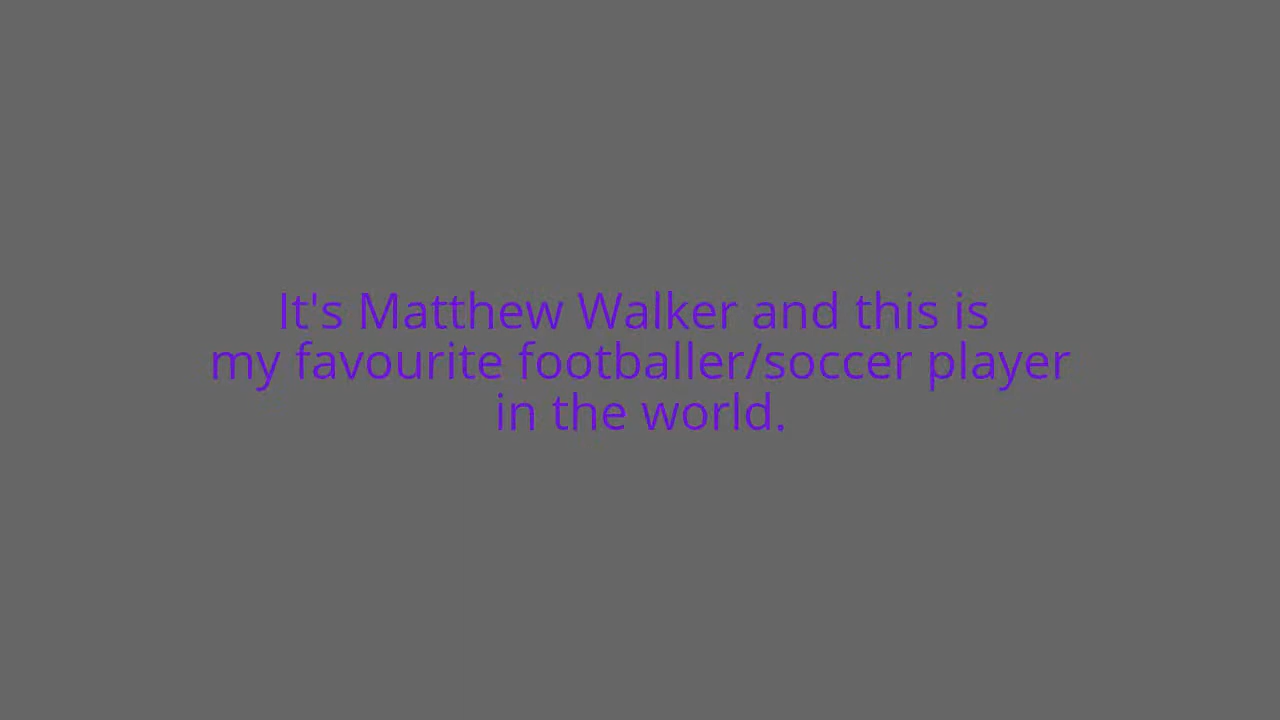 It's Matthew Walker and this is
my favourite footballer/soccer player
in the world.